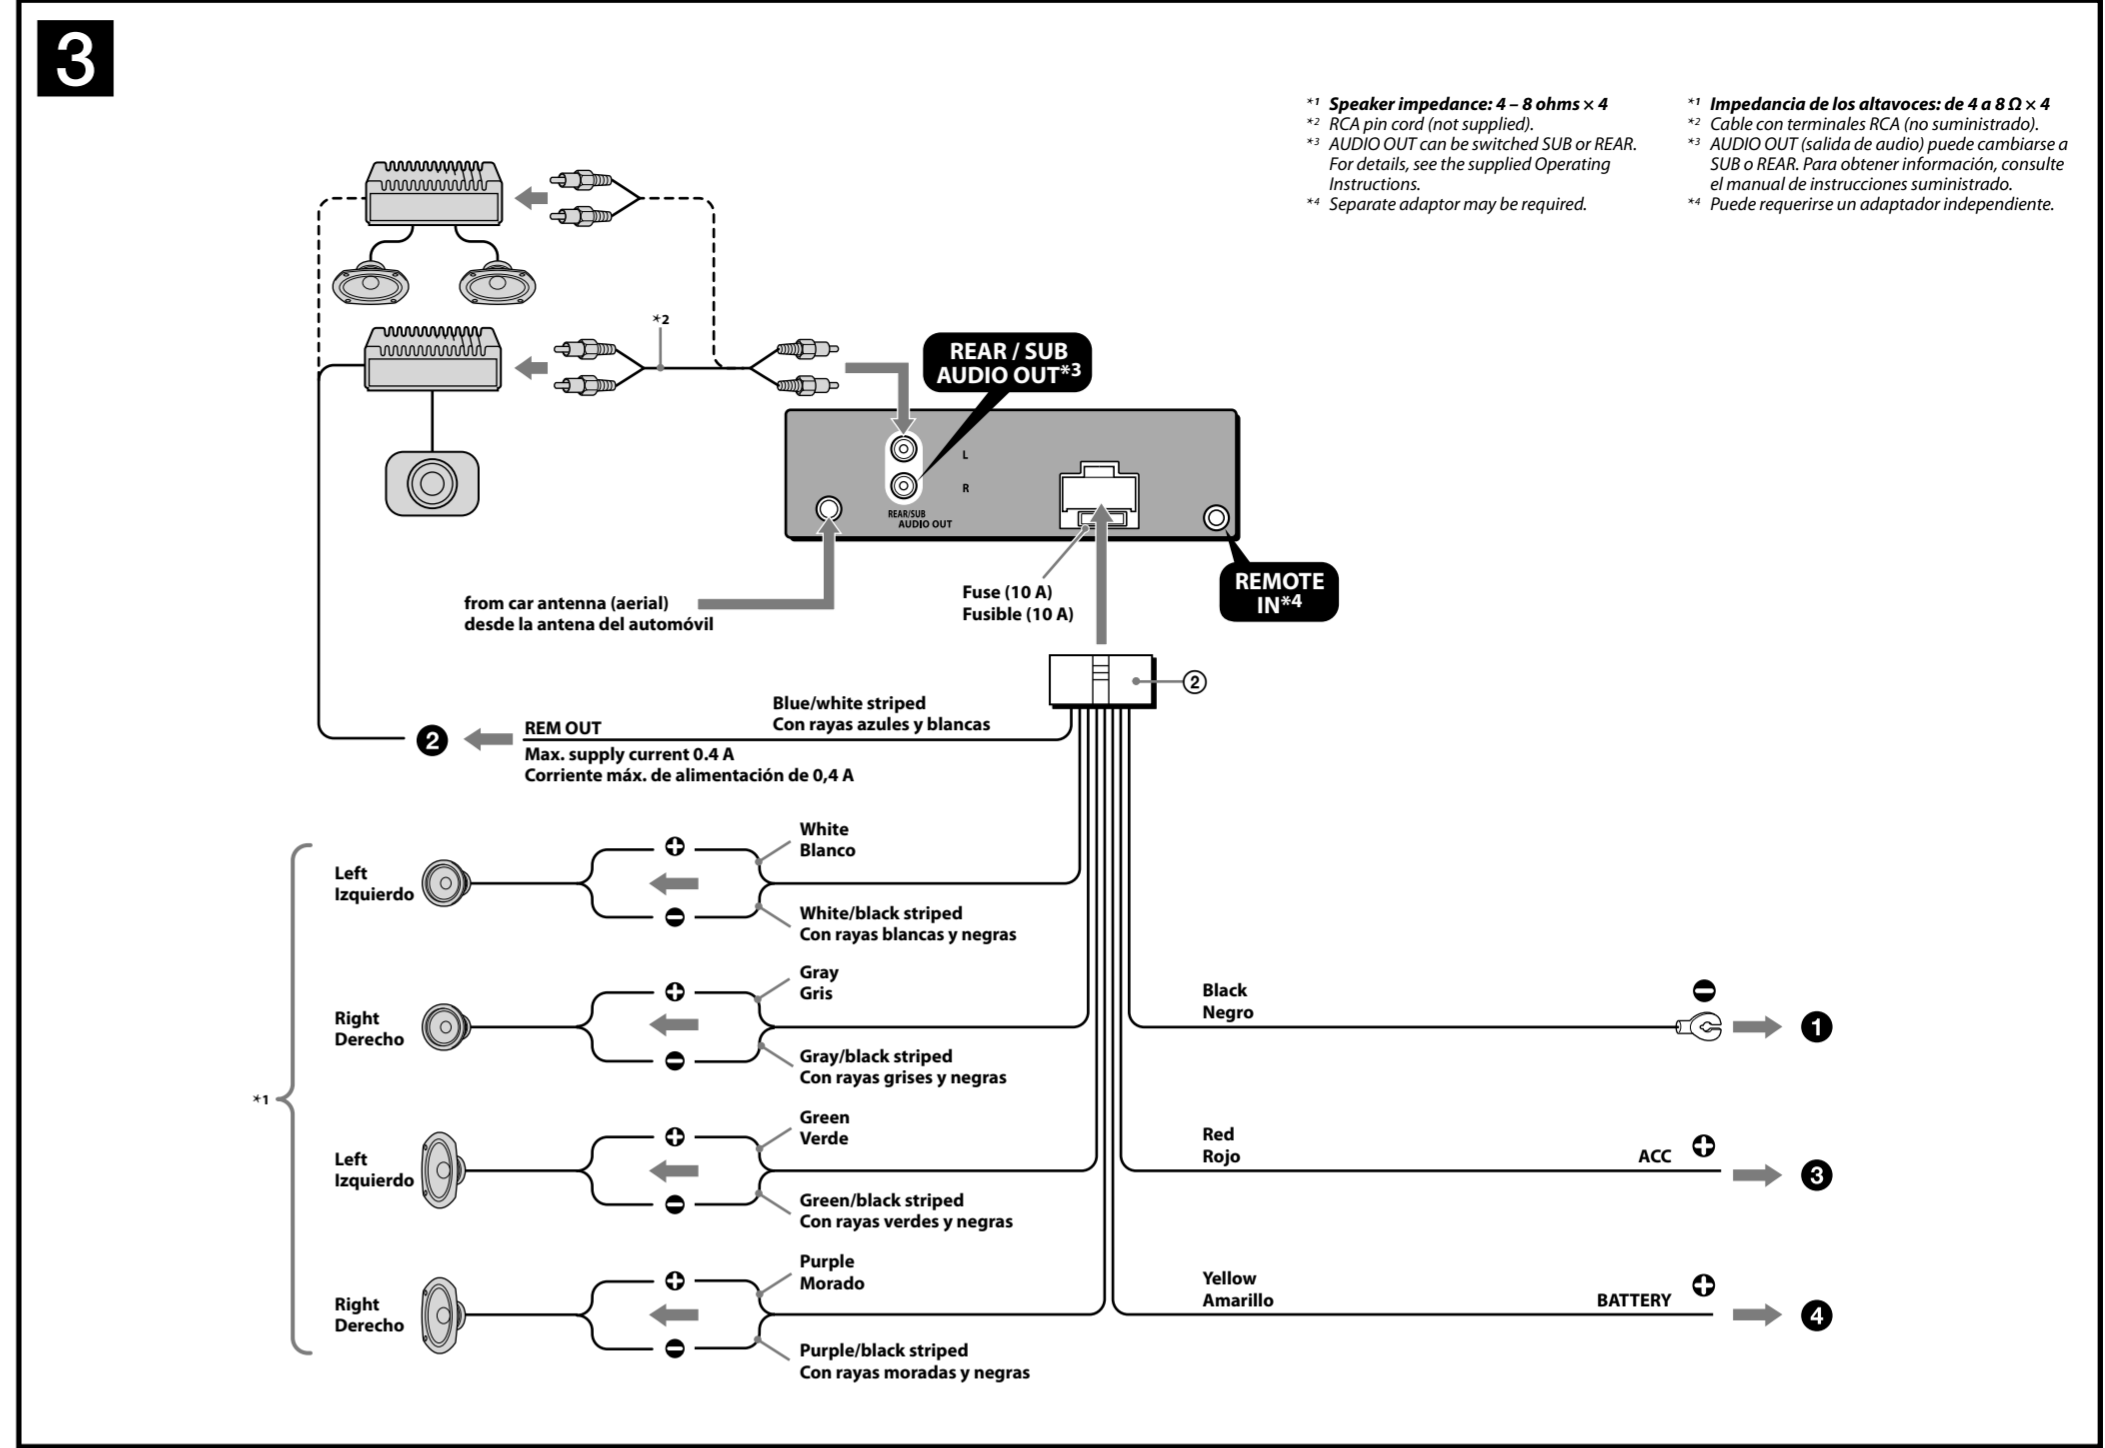 3
*1 Speaker impedance: 4 – 8 ohms × 4
*2 RCA pin cord (not supplied).
*3 AUDIO OUT can be switched SUB or REAR.
For details, see the supplied Operating
Instructions.
*4 Separate adaptor may be required.
*1 Impedancia de los altavoces: de 4 a 8 Ω × 4
*2 Cable con terminales RCA (no suministrado).
*3 AUDIO OUT (salida de audio) puede cambiarse a
SUB o REAR. Para obtener información, consulte
el manual de instrucciones suministrado.
*4 Puede requerirse un adaptador independiente.
*2
REAR / SUB
AUDIO OUT*3
L
R
REAR/SUB
AUDIO OUT
from car antenna (aerial)
desde la antena del automóvil
Fuse (10 A)
Fusible (10 A)
REMOTE
IN*4
②
Blue/white striped
Con rayas azules y blancas
❷
REM OUT
Max. supply current 0.4 A
Corriente máx. de alimentación de 0,4 A
*1
Left
Izquierdo
+
−
White
Blanco
White/black striped
Con rayas blancas y negras
Right
Derecho
+
−
Gray
Gris
Gray/black striped
Con rayas grises y negras
Left
Izquierdo
+
−
Green
Verde
Green/black striped
Con rayas verdes y negras
Right
Derecho
+
−
Purple
Morado
Purple/black striped
Con rayas moradas y negras
Black
Negro
−
❶
Red
Rojo
ACC
+
❸
Yellow
Amarillo
BATTERY
+
❹